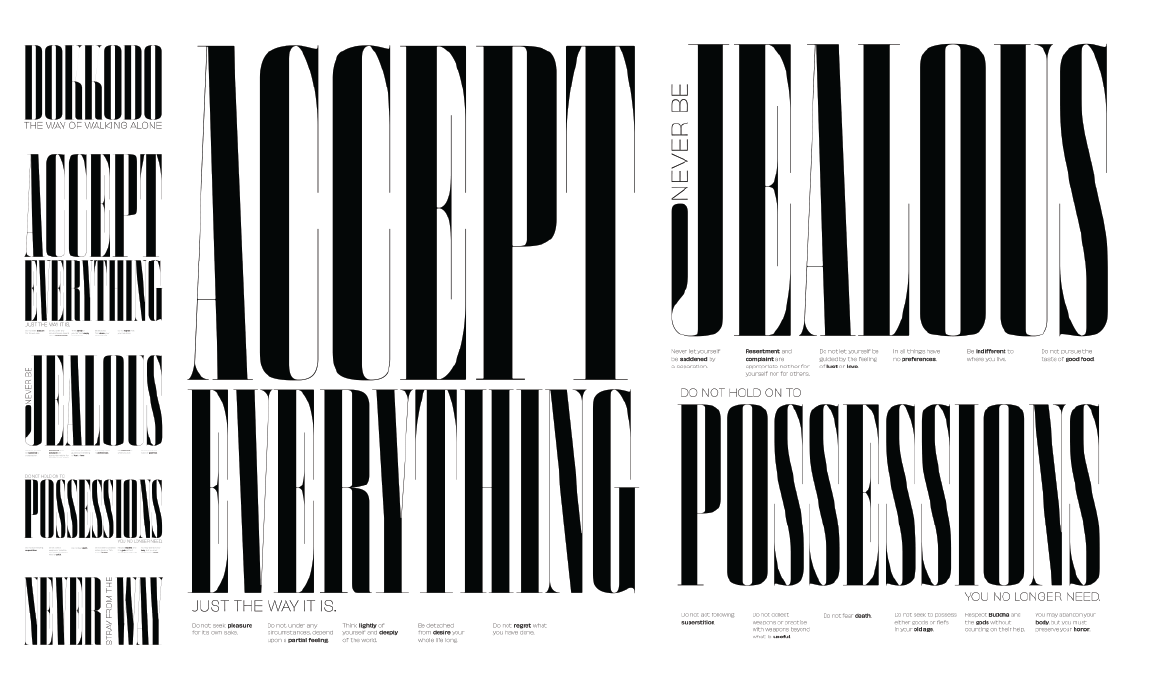 DOKKODO
THE WAY OF WALKING ALONE
ACCEPT
EVERYTHING
JUST THE WAY IT IS.
NEVER BE
JEALOUS
DO NOT HOLD ON TO
POSSESSIONS
YOU NO LONGER NEED.
NEVER
STRAY FROM THE
WAY
ACCEPT
EVERYTHING
JUST THE WAY IT IS.
Do not seek pleasure
for its own sake.
Do not, under any
circumstances, depend
upon a partial feeling.
Think lightly of
yourself and deeply
of the world.
Be detached
from desire your
whole life long.
Do not regret what
you have done.
NEVER BE
JEALOUS
Never let yourself
be saddened by
a separation.
Resentment and
complaint are
appropriate neither for
yourself nor for others.
Do not let yourself be
guided by the feeling
of lust or love.
In all things have
no preferences.
Be indifferent to
where you live.
Do not pursue the
taste of good food.
DO NOT HOLD ON TO
POSSESSIONS
YOU NO LONGER NEED.
Do not act following
superstitios
Do not collect
weapons or practise
with weapons beyond
what is useful.
Do not fear death.
Do not seek to possess
either goods or fiefs
in your old age.
Respect Buddha and
the gods without
counting on their help.
You may abandon your
body but you must
preserve your honor.